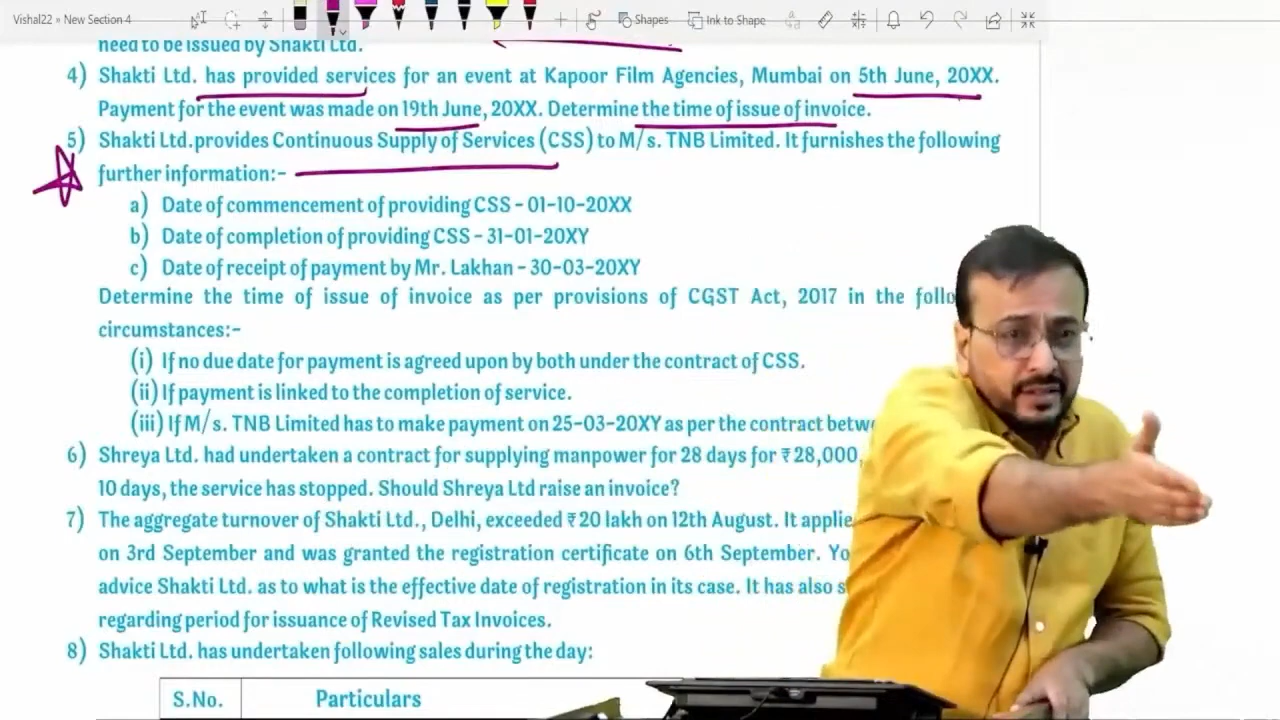 Vishal22 » New Section 4
Shapes
Ink to Shape
need to be issued by Shakti Ltd.
4) Shakti Ltd. has provided services for an event at Kapoor Film Agencies, Mumbai on 5th June, 20XX.
Payment for the event was made on 19th June, 20XX. Determine the time of issue of invoice.
5) Shakti Ltd.provides Continuous Supply of Services (CSS) to M/s. TNB Limited. It furnishes the following
further information:-
a) Date of commencement of providing CSS - 01-10-20XX
b) Date of completion of providing CSS - 31-01-20XY
c) Date of receipt of payment by Mr. Lakhan - 30-03-20XY
Determine the time of issue of invoice as per provisions of CGST Act, 2017 in the follo
circumstances:-
(i) If no due date for payment is agreed upon by both under the contract of CSS.
(ii) If payment is linked to the completion of service.
(iii) If M/s. TNB Limited has to make payment on 25-03-20XY as per the contract betw
6) Shreya Ltd. had undertaken a contract for supplying manpower for 28 days for ₹28,000,
10 days, the service has stopped. Should Shreya Ltd raise an invoice?
7) The aggregate turnover of Shakti Ltd., Delhi, exceeded ₹20 lakh on 12th August. It applie
on 3rd September and was granted the registration certificate on 6th September. Yo
advice Shakti Ltd. as to what is the effective date of registration in its case. It has also s
regarding period for issuance of Revised Tax Invoices.
8) Shakti Ltd. has undertaken following sales during the day:
S.No. Particulars